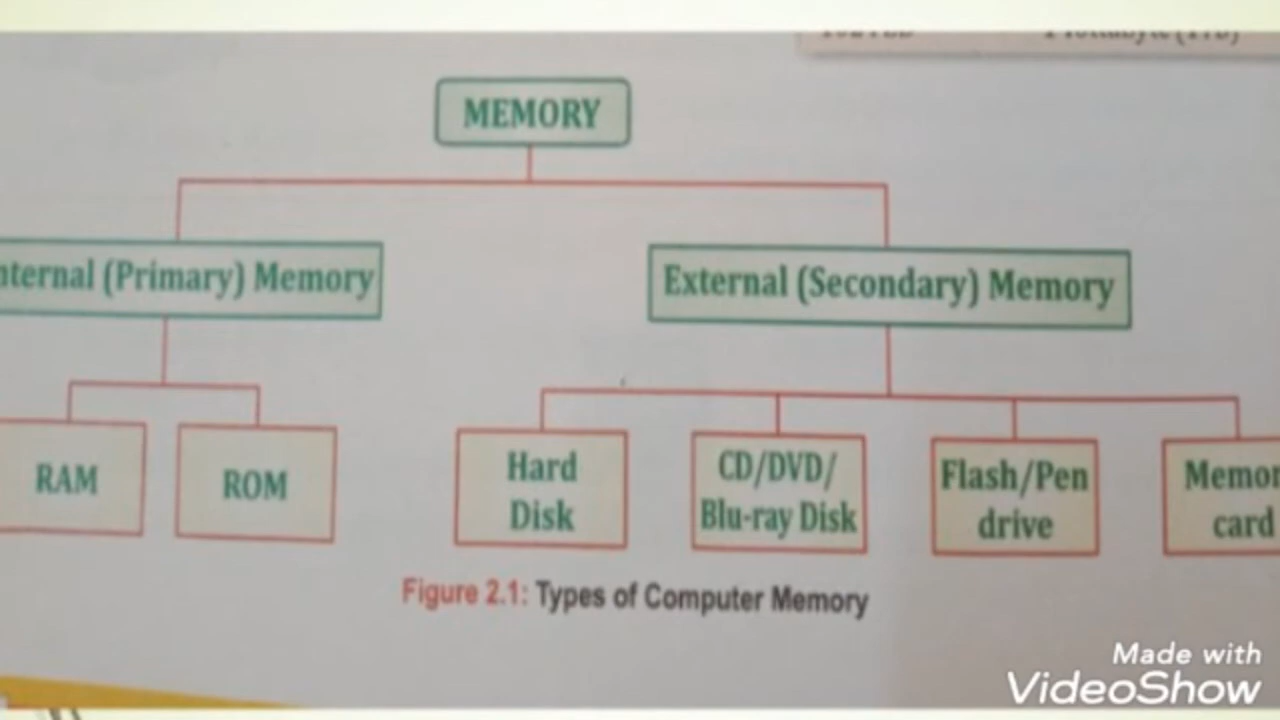 MEMORY
nternal (Primary) Memory
External (Secondary) Memory
RAM
ROM
Hard
Disk
CD/DVD/
Blu-ray Disk
Flash/Pen
drive
Memor
card
Figure 2.1: Types of Computer Memory
Made with
VideoShow